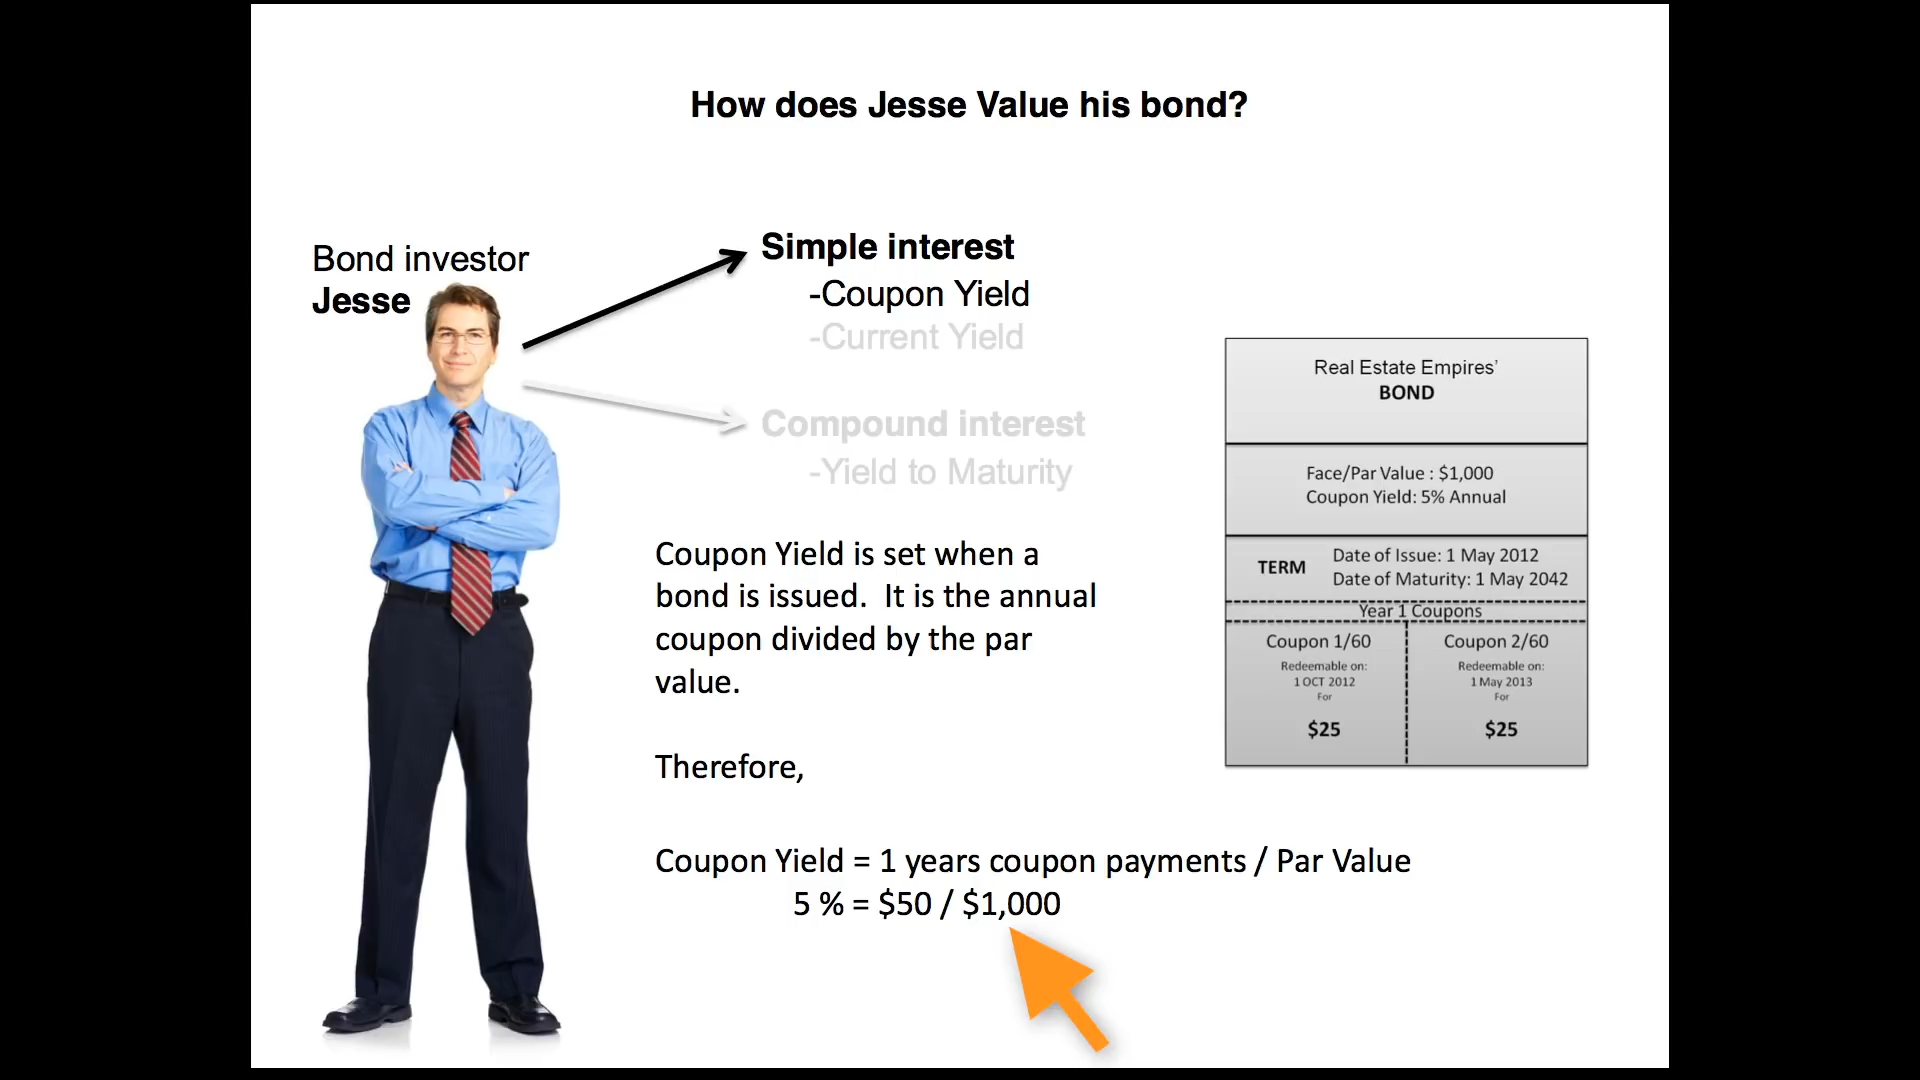 How does Jesse Value his bond?
Bond investor
Jesse
Simple interest
-Coupon Yield
-Current Yield
Compound interest
-Yield to Maturity
Coupon Yield is set when a
bond is issued.  It is the annual
coupon divided by the par
value.
Therefore,
Coupon Yield = 1 years coupon payments / Par Value
5 % = $50 / $1,000
Real Estate Empires’
BOND
Face/Par Value : $1,000
Coupon Yield: 5% Annual
TERM
Date of Issue: 1 May 2012
Date of Maturity: 1 May 2042
Year 1 Coupons
Coupon 1/60
Redeemable on:
1 OCT 2012
For
$25
Coupon 2/60
Redeemable on:
1 May 2013
For
$25